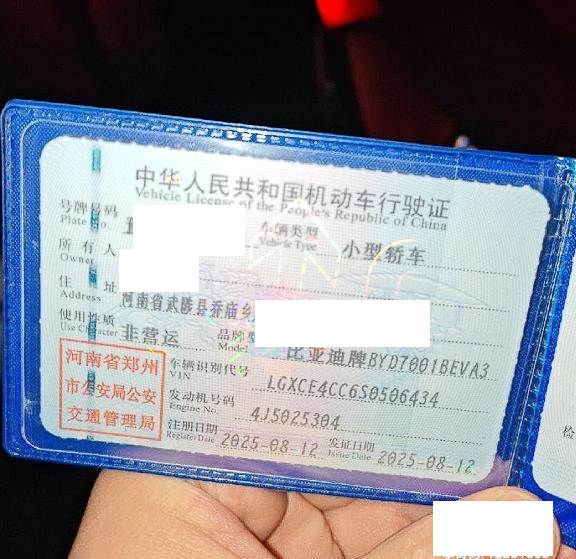 中华人民共和国机动车行驶证
Vehicle License of the People's Republic of China
号牌号码 豫
Plate No.
车辆类型 小型轿车
Vehicle Type
所有人
Owner
住址 河南省武陟县乔庙乡
Address
使用性质 非营运
Use Character
品牌型
Model
比亚迪牌BYD7001BEVA3
车辆识别代号 LGXCE4CC6S0506434
VIN
发动机号码 4J5025304
Engine No.
注册日期 2025-08-12
Register Date
发证日期 2025-08-12
Issue Date
河南省郑州
市公安局公安
交通管理局
检